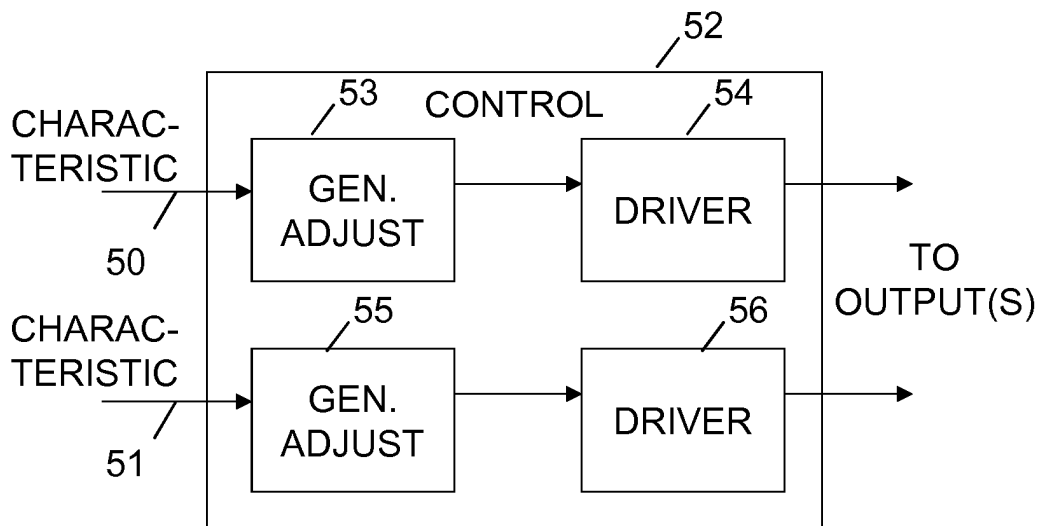 52
53
CONTROL
54
CHARAC-
TERISTIC
GEN.
ADJUST
DRIVER
50
TO
OUTPUT(S)
CHARAC-
TERISTIC
55
56
GEN.
ADJUST
DRIVER
51